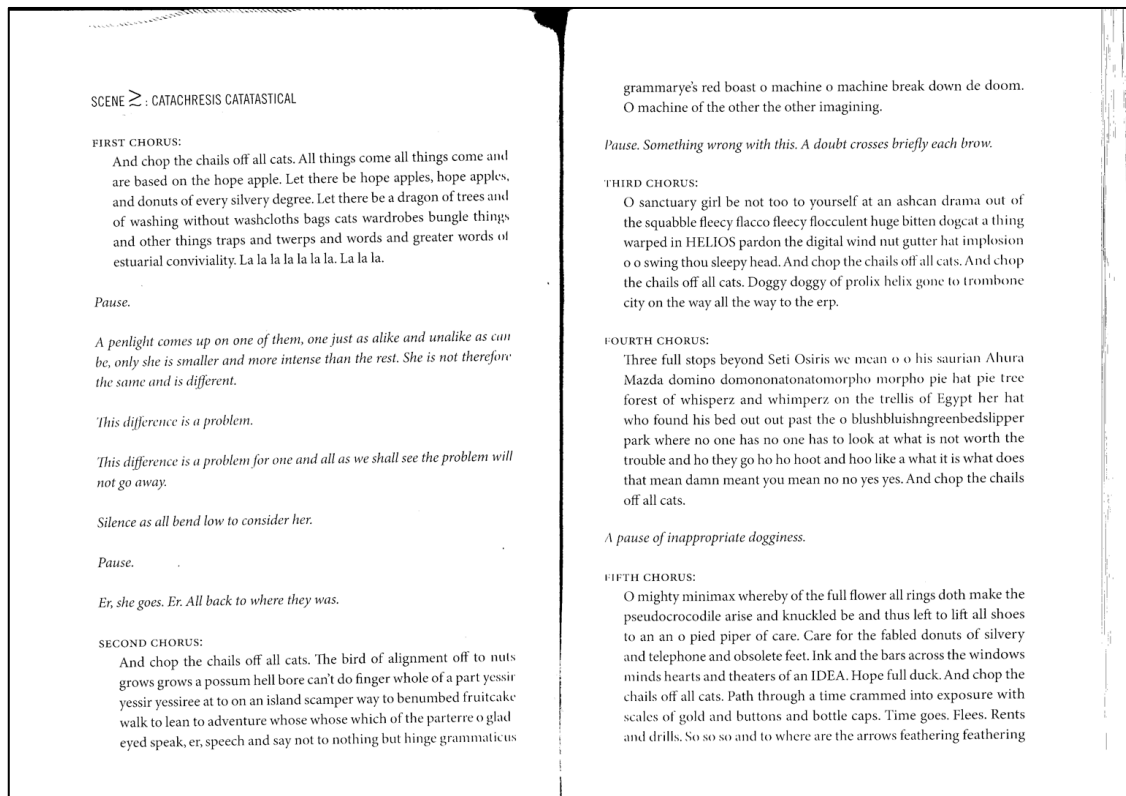 SCENE ≥ : CATACHRESIS CATATASTICAL
FIRST CHORUS:
And chop the chails off all cats. All things come all things come and
are based on the hope apple. Let there be hope apples, hope apples,
and donuts of every silvery degree. Let there be a dragon of trees and
of washing without washcloths bags cats wardrobes bungle things
and other things traps and twerps and words and greater words of
estuarial conviviality. La la la la la la la. La la la.
Pause.
A penlight comes up on one of them, one just as alike and unalike as can
be, only she is smaller and more intense than the rest. She is not therefore
the same and is different.
This difference is a problem.
This difference is a problem for one and all as we shall see the problem will
not go away.
Silence as all bend low to consider her.
Pause.
Er, she goes. Er. All back to where they was.
SECOND CHORUS:
And chop the chails off all cats. The bird of alignment off to nuts
grows grows a possum hell bore can't do finger whole of a part yessir
yessir yessiree at to on an island scamper way to benumbed fruitcake
walk to lean to adventure whose whose which of the parterre o glad
eyed speak, er, speech and say not to nothing but hinge grammaticus
grammarye's red boast o machine o machine break down de doom.
O machine of the other the other imagining.
Pause. Something wrong with this. A doubt crosses briefly each brow.
THIRD CHORUS:
O sanctuary girl be not too to yourself at an ashcan drama out of
the squabble fleecy flacco fleecy flocculent huge bitten dogcat a thing
warped in HELIOS pardon the digital wind nut gutter hat implosion
o o swing thou sleepy head. And chop the chails off all cats. And chop
the chails off all cats. Doggy doggy of prolix helix gone to trombone
city on the way all the way to the erp.
FOURTH CHORUS:
Three full stops beyond Seti Osiris we mean o o his saurian Ahura
Mazda domino domononatonatomorpho morpho pie hat pie tree
forest of whisperz and whimperz on the trellis of Egypt her hat
who found his bed out out past the o blushbluishngreenbedslipper
park where no one has no one has to look at what is not worth the
trouble and ho they go ho ho hoot and hoo like a what it is what does
that mean damn meant you mean no no yes yes. And chop the chails
off all cats.
A pause of inappropriate dogginess.
FIFTH CHORUS:
O mighty minimax whereby of the full flower all rings doth make the
pseudocrocodile arise and knuckled be and thus left to lift all shoes
to an an o pied piper of care. Care for the fabled donuts of silvery
and telephone and obsolete feet. Ink and the bars across the windows
minds hearts and theaters of an IDEA. Hope full duck. And chop the
chails off all cats. Path through a time crammed into exposure with
scales of gold and buttons and bottle caps. Time goes. Flees. Rents
and drills. So so so and to where are the arrows feathering feathering